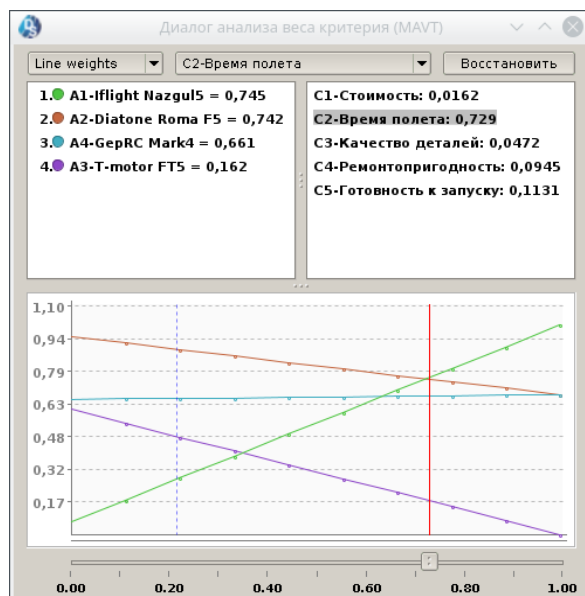 Диалог анализа веса критерия (MAVT)
Line weights
C2-Время полета
Восстановить
1. A1-Iflight Nazgul5 = 0,745
2. A2-Diatone Roma F5 = 0,742
3. A4-GepRC Mark4 = 0,661
4. A3-T-motor FT5 = 0,162
C1-Стоимость: 0,0162
C2-Время полета: 0,729
C3-Качество деталей: 0,0472
C4-Ремонтопригодность: 0,0945
C5-Готовность к запуску: 0,1131
1,10
0,94
0,79
0,63
0,48
0,32
0,17
0.00 0.20 0.40 0.60 0.80 1.00